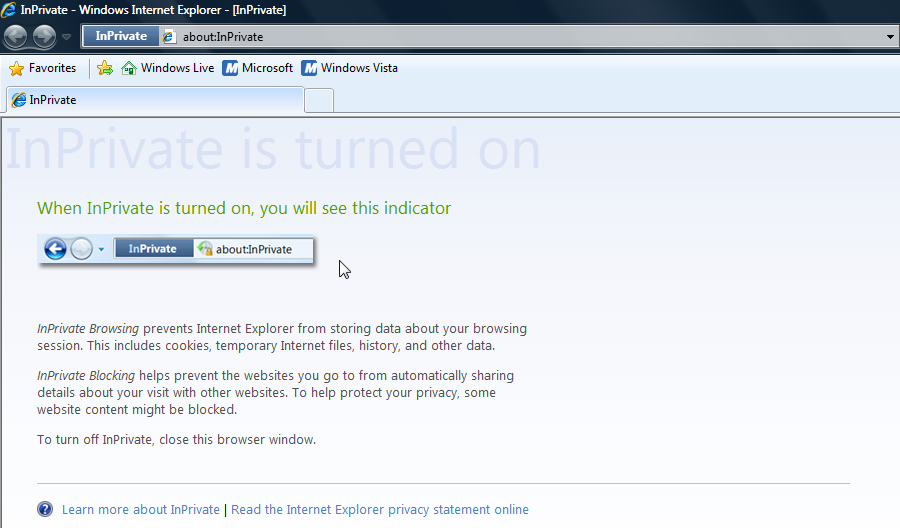 InPrivate - Windows Internet Explorer - [InPrivate]
InPrivate about:InPrivate
Favorites Windows Live Microsoft Windows Vista
InPrivate
InPrivate is turned on
When InPrivate is turned on, you will see this indicator
InPrivate about:InPrivate
InPrivate Browsing prevents Internet Explorer from storing data about your browsing
session. This includes cookies, temporary Internet files, history, and other data.
InPrivate Blocking helps prevent the websites you go to from automatically sharing
details about your visit with other websites. To help protect your privacy, some
website content might be blocked.
To turn off InPrivate, close this browser window.
Learn more about InPrivate | Read the Internet Explorer privacy statement online